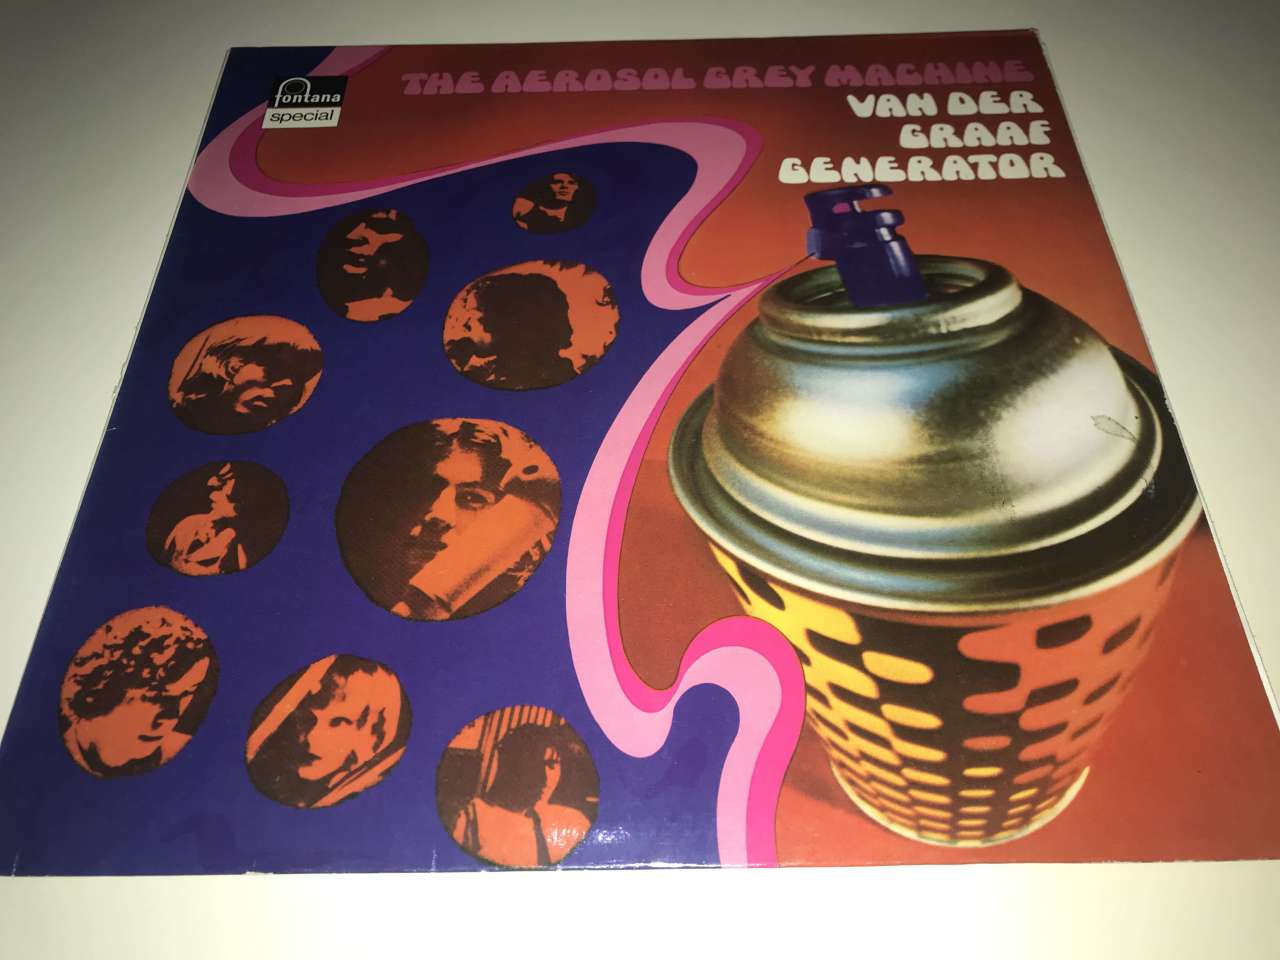 fontana
special
THE AEROSOL GREY MACHINE
VAN DER
GRAAF
GENERATOR